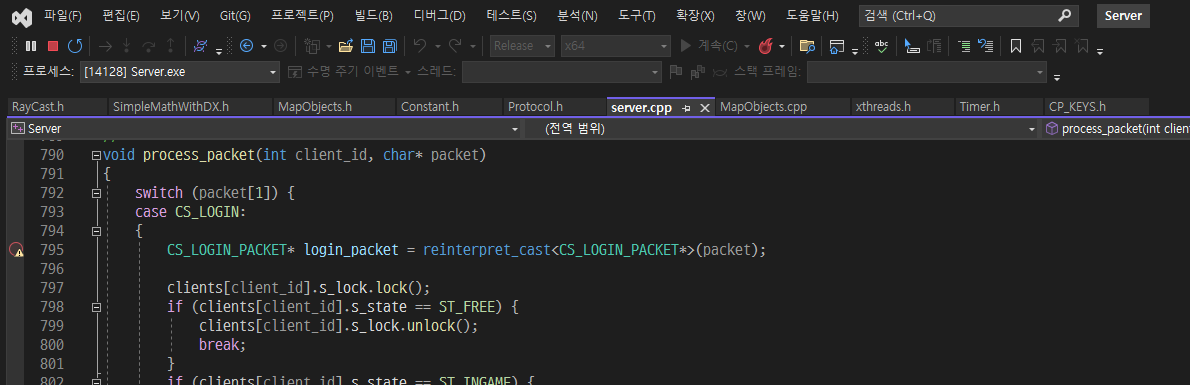 파일(F) 편집(E) 보기(V) Git(G) 프로젝트(P) 빌드(B) 디버그(D) 테스트(S) 분석(N) 도구(T) 확장(X) 창(W) 도움말(H) 검색 (Ctrl+Q) Server
Release x64 계속(C) abc
프로세스: [14128] Server.exe 수명 주기 이벤트 스레드: 스택 프레임:
RayCast.h SimpleMathWithDX.h MapObjects.h Constant.h Protocol.h server.cpp MapObjects.cpp xthreads.h Timer.h CP_KEYS.h
Server (전역 범위) process_packet(int client
790 void process_packet(int client_id, char* packet)
791 {
792 switch (packet[1]) {
793 case CS_LOGIN:
794 {
795 CS_LOGIN_PACKET* login_packet = reinterpret_cast<CS_LOGIN_PACKET*>(packet);
796
797 clients[client_id].s_lock.lock();
798 if (clients[client_id].s_state == ST_FREE) {
799 clients[client_id].s_lock.unlock();
800 break;
801 }
802 if (clients[client_id].s_state == ST_INGAME) {